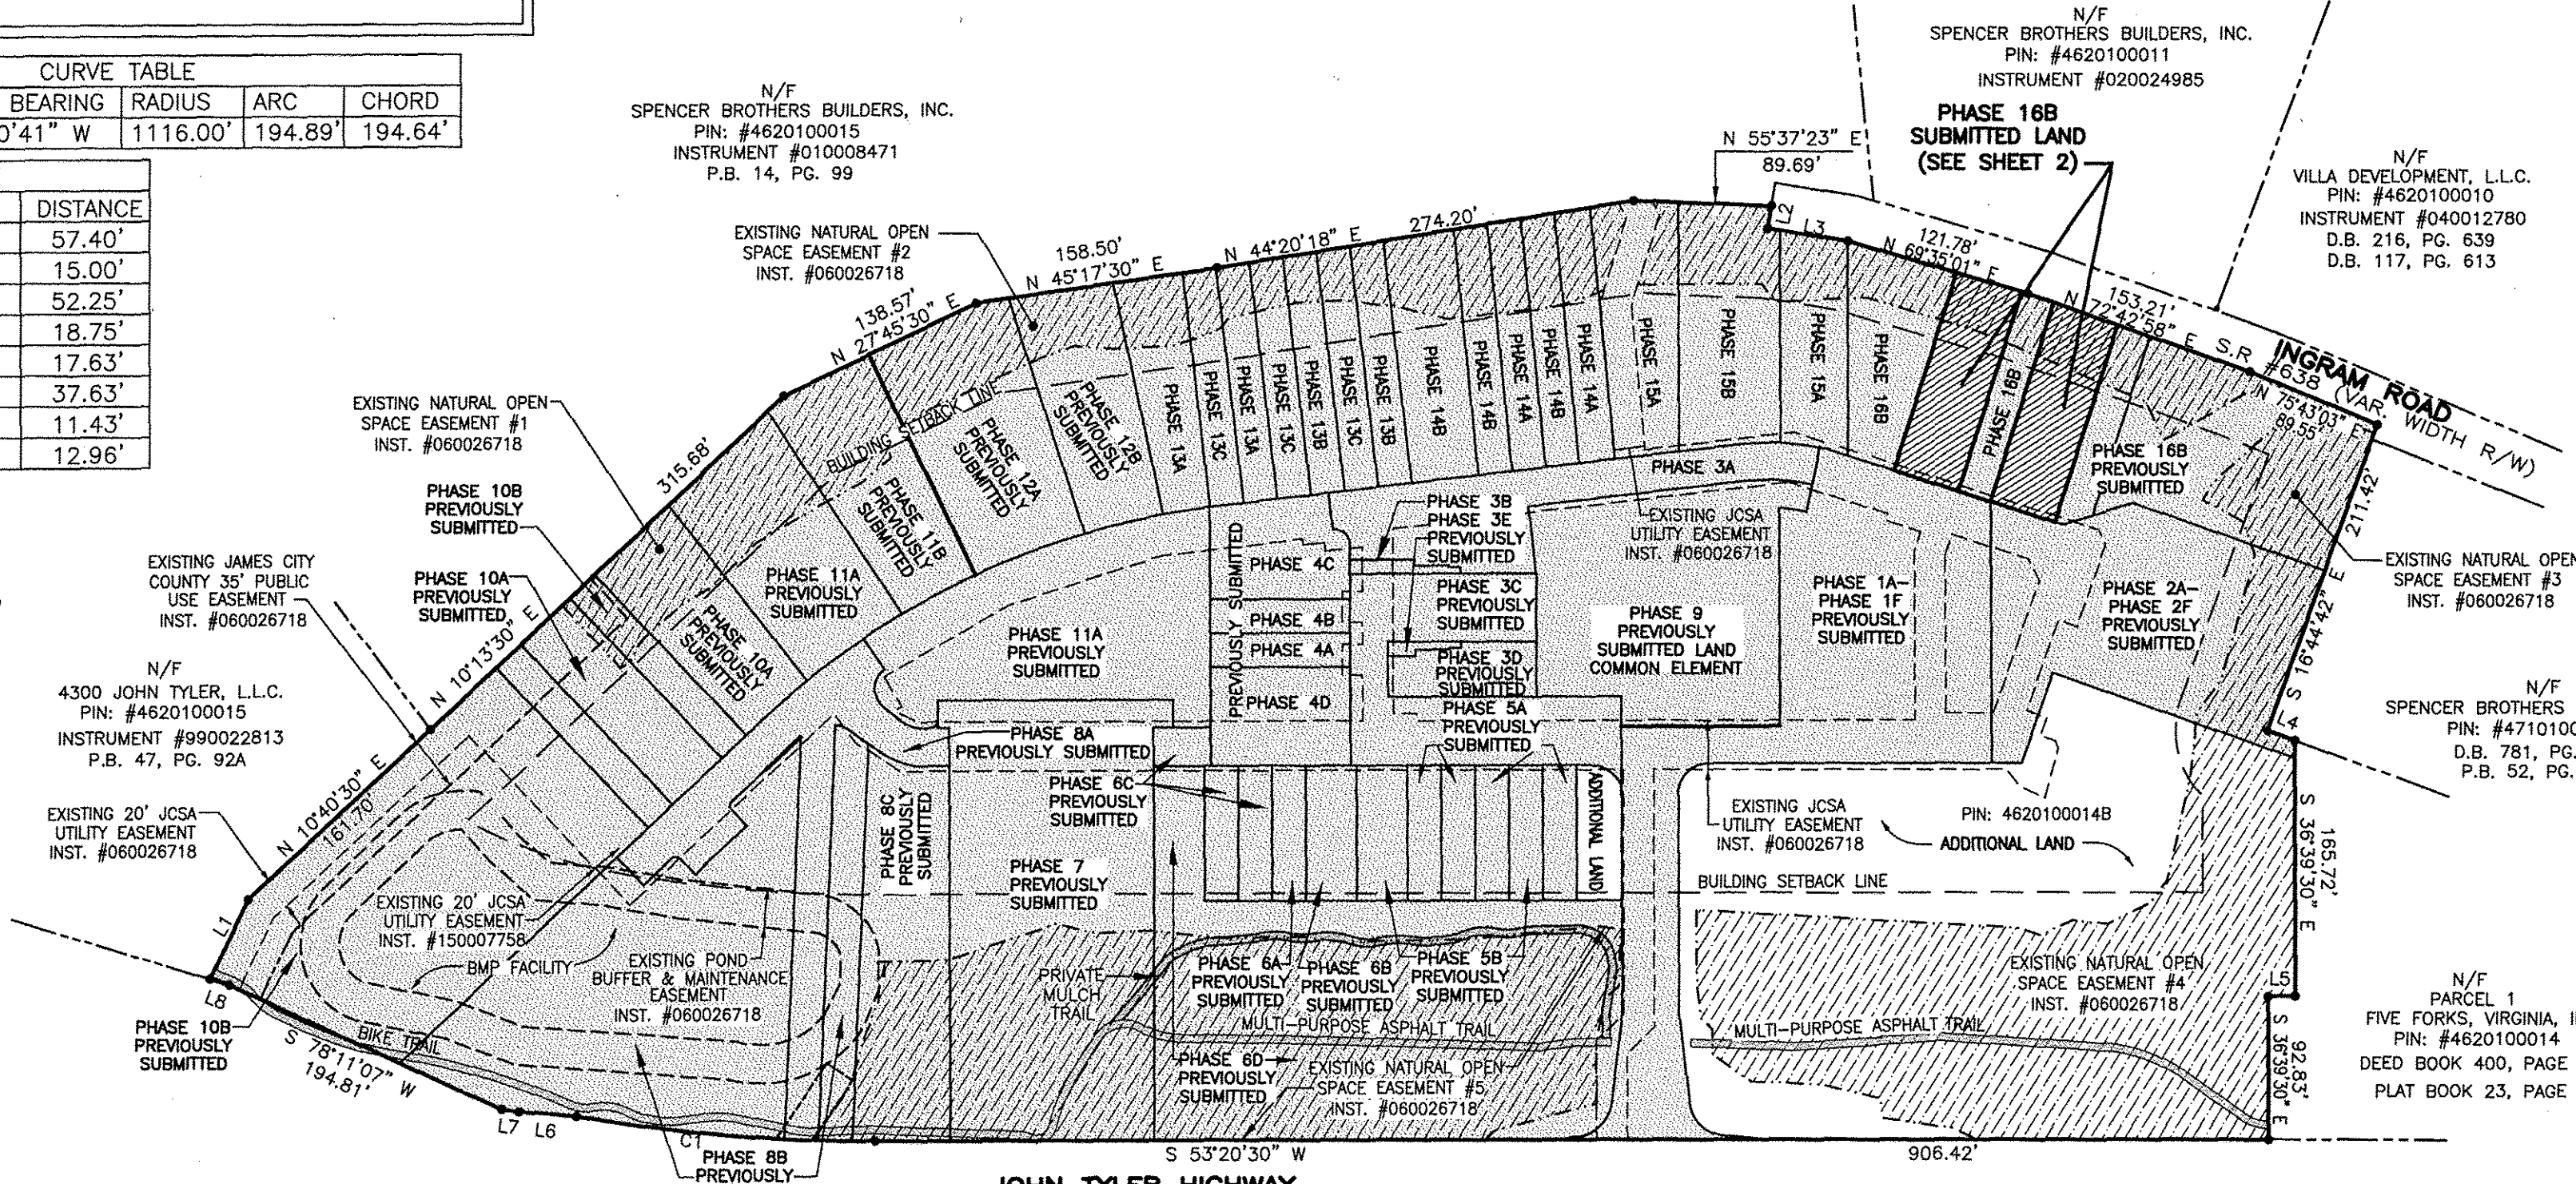 CURVE TABLE
BEARING RADIUS ARC CHORD
0'41" W 1116.00' 194.89' 194.64'
DISTANCE
57.40'
15.00'
52.25'
18.75'
17.63'
37.63'
11.43'
12.96'
N/F
SPENCER BROTHERS BUILDERS, INC.
PIN: #4620100015
INSTRUMENT #010008471
P.B. 14, PG. 99
N/F
SPENCER BROTHERS BUILDERS, INC.
PIN: #4620100011
INSTRUMENT #020024985
PHASE 16B
SUBMITTED LAND
(SEE SHEET 2)
N/F
VILLA DEVELOPMENT, L.L.C.
PIN: #4620100010
INSTRUMENT #040012780
D.B. 216, PG. 639
D.B. 117, PG. 613
N 55°37'23" E
89.69'
L2
L3
121.78'
N 69°35'01" E
153.21'
N 72°42'58" E
S.R #638 (VAR. WIDTH R/W)
INGRAM ROAD
N 75°43'03" E
89.55'
EXISTING NATURAL OPEN
SPACE EASEMENT #2
INST. #060026718
158.50'
N 45°17'30" E
N 44°20'18" E
274.20'
138.57'
N 27°45'30" E
EXISTING NATURAL OPEN
SPACE EASEMENT #1
INST. #060026718
315.68'
N 10°13'30" E
BUILDING SETBACK LINE
PHASE 12A
PREVIOUSLY
SUBMITTED
PHASE 12B
PREVIOUSLY
SUBMITTED
PHASE 13A
PHASE 13C
PHASE 13A
PHASE 13C
PHASE 13B
PHASE 13C
PHASE 13B
PHASE 14B
PHASE 14B
PHASE 14A
PHASE 14B
PHASE 14A
PHASE 15A
PHASE 15B
PHASE 15A
PHASE 16B
PHASE 16B
PHASE 16B
PREVIOUSLY
SUBMITTED
211.42'
S 16°44'42" E
EXISTING NATURAL OPEN
SPACE EASEMENT #3
INST. #060026718
PHASE 10B
PREVIOUSLY
SUBMITTED
PHASE 10A
PREVIOUSLY
SUBMITTED
EXISTING JAMES CITY
COUNTY 35' PUBLIC
USE EASEMENT
INST. #060026718
PHASE 10A
PREVIOUSLY
SUBMITTED
PHASE 11A
PREVIOUSLY
SUBMITTED
PHASE 11B
PREVIOUSLY
SUBMITTED
PHASE 3A
PHASE 3B
PHASE 3E
PREVIOUSLY
SUBMITTED
EXISTING JCSA
UTILITY EASEMENT
INST. #060026718
PREVIOUSLY SUBMITTED
PHASE 4C
PHASE 4B
PHASE 4A
PHASE 4D
PHASE 3C
PREVIOUSLY
SUBMITTED
PHASE 3D
PREVIOUSLY
SUBMITTED
PHASE 5A
PREVIOUSLY
SUBMITTED
PHASE 9
PREVIOUSLY
SUBMITTED LAND
COMMON ELEMENT
PHASE 1A-
PHASE 1F
PREVIOUSLY
SUBMITTED
PHASE 2A-
PHASE 2F
PREVIOUSLY
SUBMITTED
PHASE 11A
PREVIOUSLY
SUBMITTED
N/F
4300 JOHN TYLER, L.L.C.
PIN: #4620100015
INSTRUMENT #990022813
P.B. 47, PG. 92A
N 10°40'30" E
161.70'
EXISTING 20' JCSA
UTILITY EASEMENT
INST. #060026718
PHASE 8A
PREVIOUSLY SUBMITTED
PHASE 6C
PREVIOUSLY
SUBMITTED
ADDITIONAL LAND
EXISTING JCSA
UTILITY EASEMENT
INST. #060026718
PIN: 4620100014B
ADDITIONAL LAND
L4
N/F
SPENCER BROTHERS
PIN: #4710100
D.B. 781, PG.
P.B. 52, PG.
S 36°39'30" E
165.72'
PHASE 8C
PREVIOUSLY
SUBMITTED
PHASE 7
PREVIOUSLY
SUBMITTED
BUILDING SETBACK LINE
EXISTING 20' JCSA
UTILITY EASEMENT
INST. #150007758
BMP FACILITY
EXISTING POND
BUFFER & MAINTENANCE
EASEMENT
INST. #060026718
PRIVATE
MULCH
TRAIL
PHASE 6A
PREVIOUSLY
SUBMITTED
PHASE 6B
PREVIOUSLY
SUBMITTED
PHASE 5B
PREVIOUSLY
SUBMITTED
EXISTING NATURAL OPEN
SPACE EASEMENT #4
INST. #060026718
L5
L1
L8
PHASE 10B
PREVIOUSLY
SUBMITTED
BIKE TRAIL
S 78°11'07" W
194.81'
MULTI-PURPOSE ASPHALT TRAIL
MULTI-PURPOSE ASPHALT TRAIL
PHASE 6D
PREVIOUSLY
SUBMITTED
EXISTING NATURAL OPEN
SPACE EASEMENT #5
INST. #060026718
S 36°39'30" E
92.83'
N/F
PARCEL 1
FIVE FORKS, VIRGINIA, I
PIN: #4620100014
DEED BOOK 400, PAGE
PLAT BOOK 23, PAGE
L7
L6
C1
PHASE 8B
PREVIOUSLY
S 53°20'30" W
906.42'
JOHN TYLER HIGHWAY